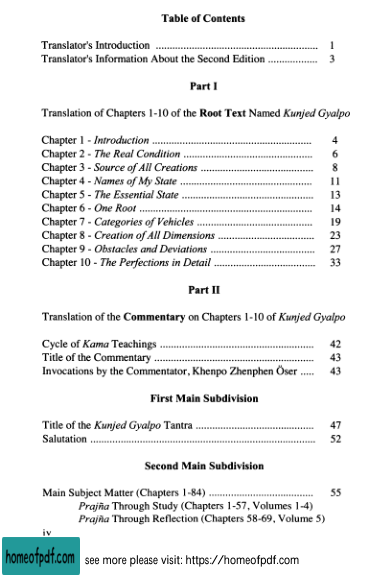 Table of Contents
Translator's Introduction ................................................................ 1
Translator's Information About the Second Edition .................. 3
Part I
Translation of Chapters 1-10 of the Root Text Named Kunjed Gyalpo
Chapter 1 - Introduction ................................................................ 4
Chapter 2 - The Real Condition .................................................... 6
Chapter 3 - Source of All Creations ............................................. 8
Chapter 4 - Names of My State ..................................................... 11
Chapter 5 - The Essential State .................................................... 13
Chapter 6 - One Root ..................................................................... 14
Chapter 7 - Categories of Vehicles ............................................... 19
Chapter 8 - Creation of All Dimensions ...................................... 23
Chapter 9 - Obstacles and Deviations .......................................... 27
Chapter 10 - The Perfections in Detail ........................................ 33
Part II
Translation of the Commentary on Chapters 1-10 of Kunjed Gyalpo
Cycle of Kama Teachings .............................................................. 42
Title of the Commentary ................................................................ 43
Invocations by the Commentator, Khenpo Zhenphen Öser ..... 43
First Main Subdivision
Title of the Kunjed Gyalpo Tantra ................................................ 47
Salutation ......................................................................................... 52
Second Main Subdivision
Main Subject Matter (Chapters 1-84) .......................................... 55
Prajña Through Study (Chapters 1-57, Volumes 1-4)
Prajña Through Reflection (Chapters 58-69, Volume 5)
iv
homeofpdf.com see more please visit: https://homeofpdf.com